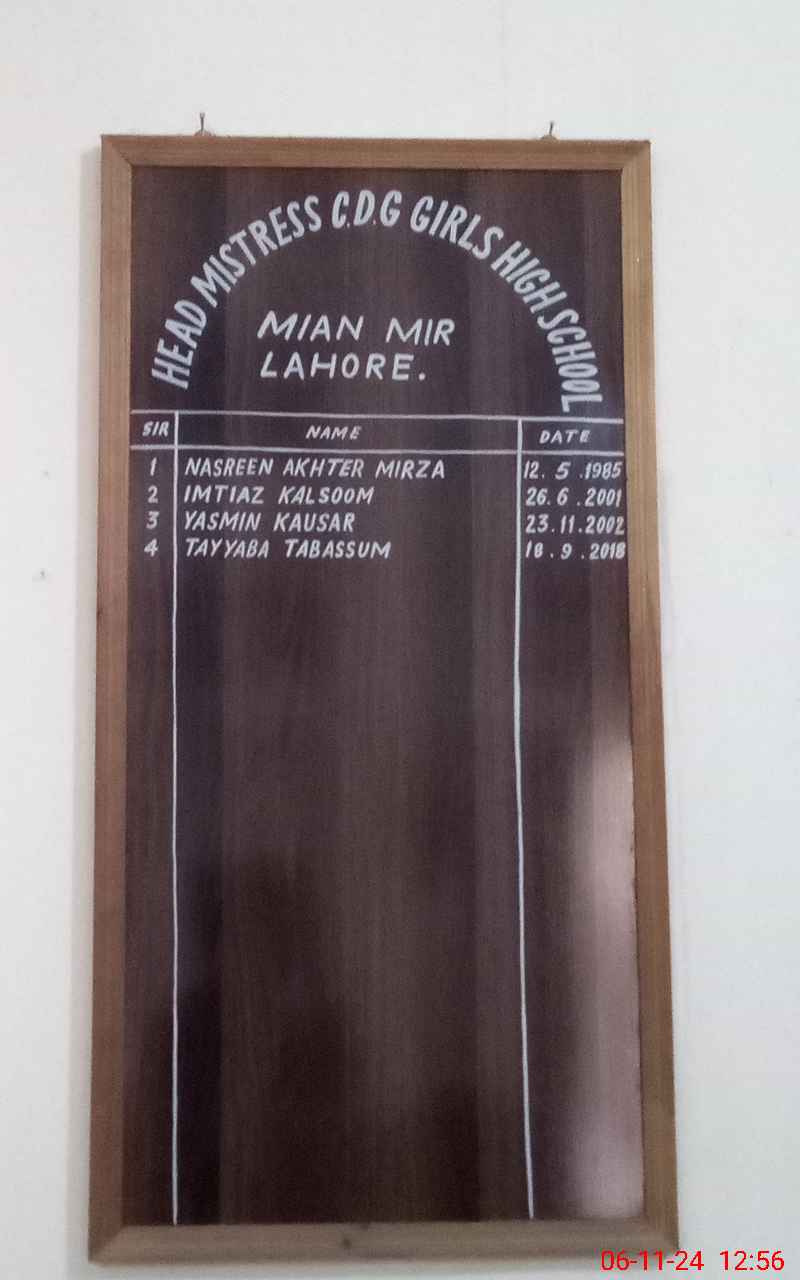 HEAD MISTRESS C.D.G GIRLS HIGH SCHOOL
MIAN MIR
LAHORE.
SIR NAME DATE
1 NASREEN AKHTER MIRZA 12.5.1985
2 IMTIAZ KALSOOM 26.6.2001
3 YASMIN KAUSAR 23.11.2002
4 TAYYABA TABASSUM 18.9.2018
06-11-24 12:56